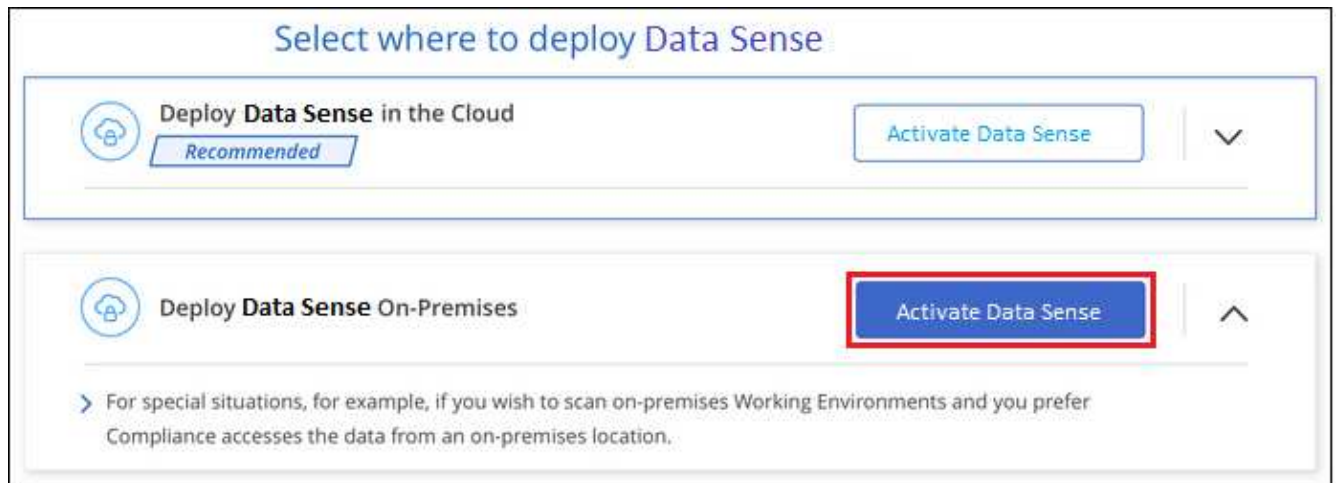 Select where to deploy Data Sense
Deploy Data Sense in the Cloud
Recommended
Activate Data Sense
Deploy Data Sense On-Premises
Activate Data Sense
For special situations, for example, if you wish to scan on-premises Working Environments and you prefer
Compliance accesses the data from an on-premises location.